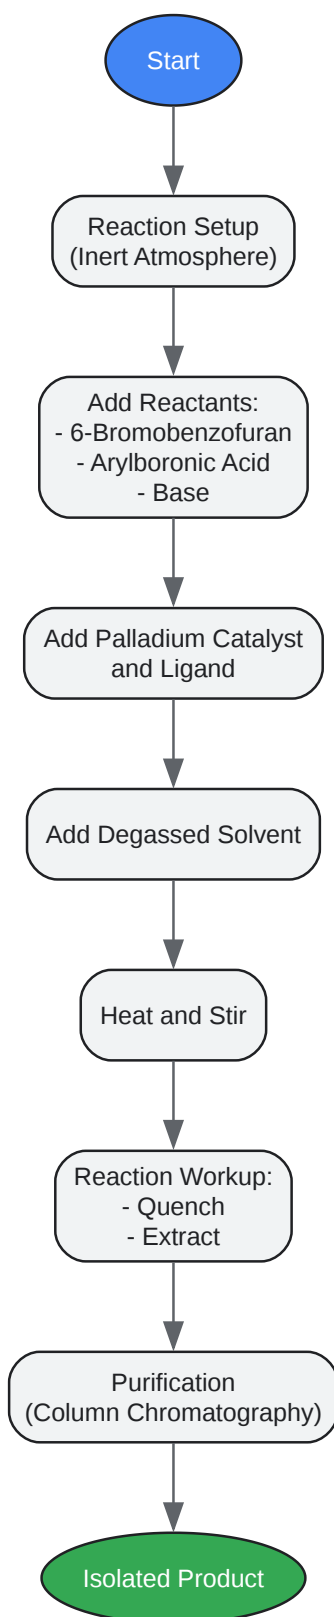 Start
Reaction Setup
(Inert Atmosphere)
Add Reactants:
- 6-Bromobenzofuran
- Arylboronic Acid
- Base
Add Palladium Catalyst
and Ligand
Add Degassed Solvent
Heat and Stir
Reaction Workup:
- Quench
- Extract
Purification
(Column Chromatography)
Isolated Product